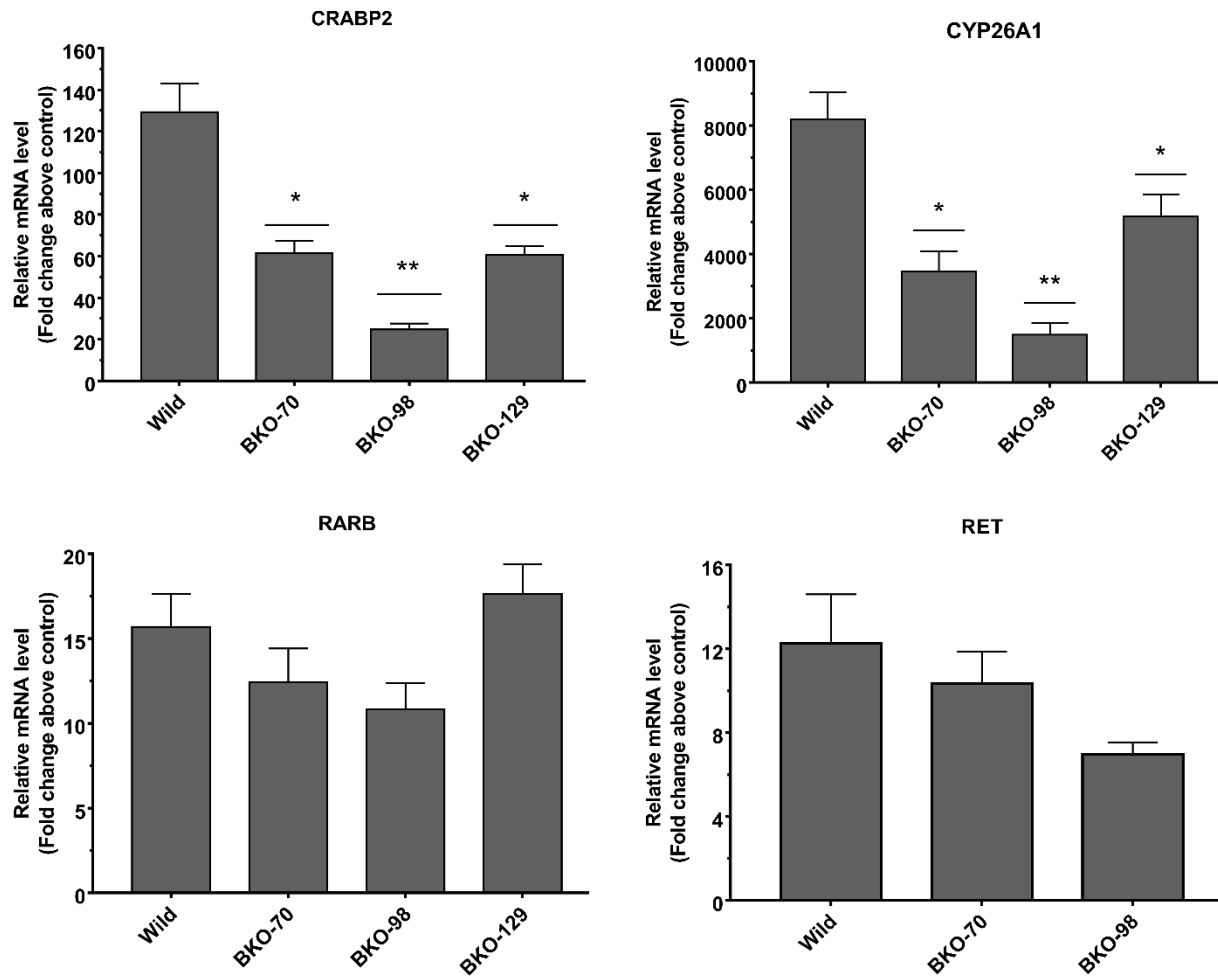 CRABP2
Relative mRNA level
(Fold change above control)
160
140
120
100
80
60
40
20
0
*
**
*
Wild
BKO-70
BKO-98
BKO-129
CYP26A1
Relative mRNA level
(Fold change above control)
10000
8000
6000
4000
2000
0
*
**
*
Wild
BKO-70
BKO-98
BKO-129
RARB
Relative mRNA level
(Fold change above control)
20
15
10
5
0
Wild
BKO-70
BKO-98
BKO-129
RET
Relative mRNA level
(Fold change above control)
16
12
8
4
0
Wild
BKO-70
BKO-98